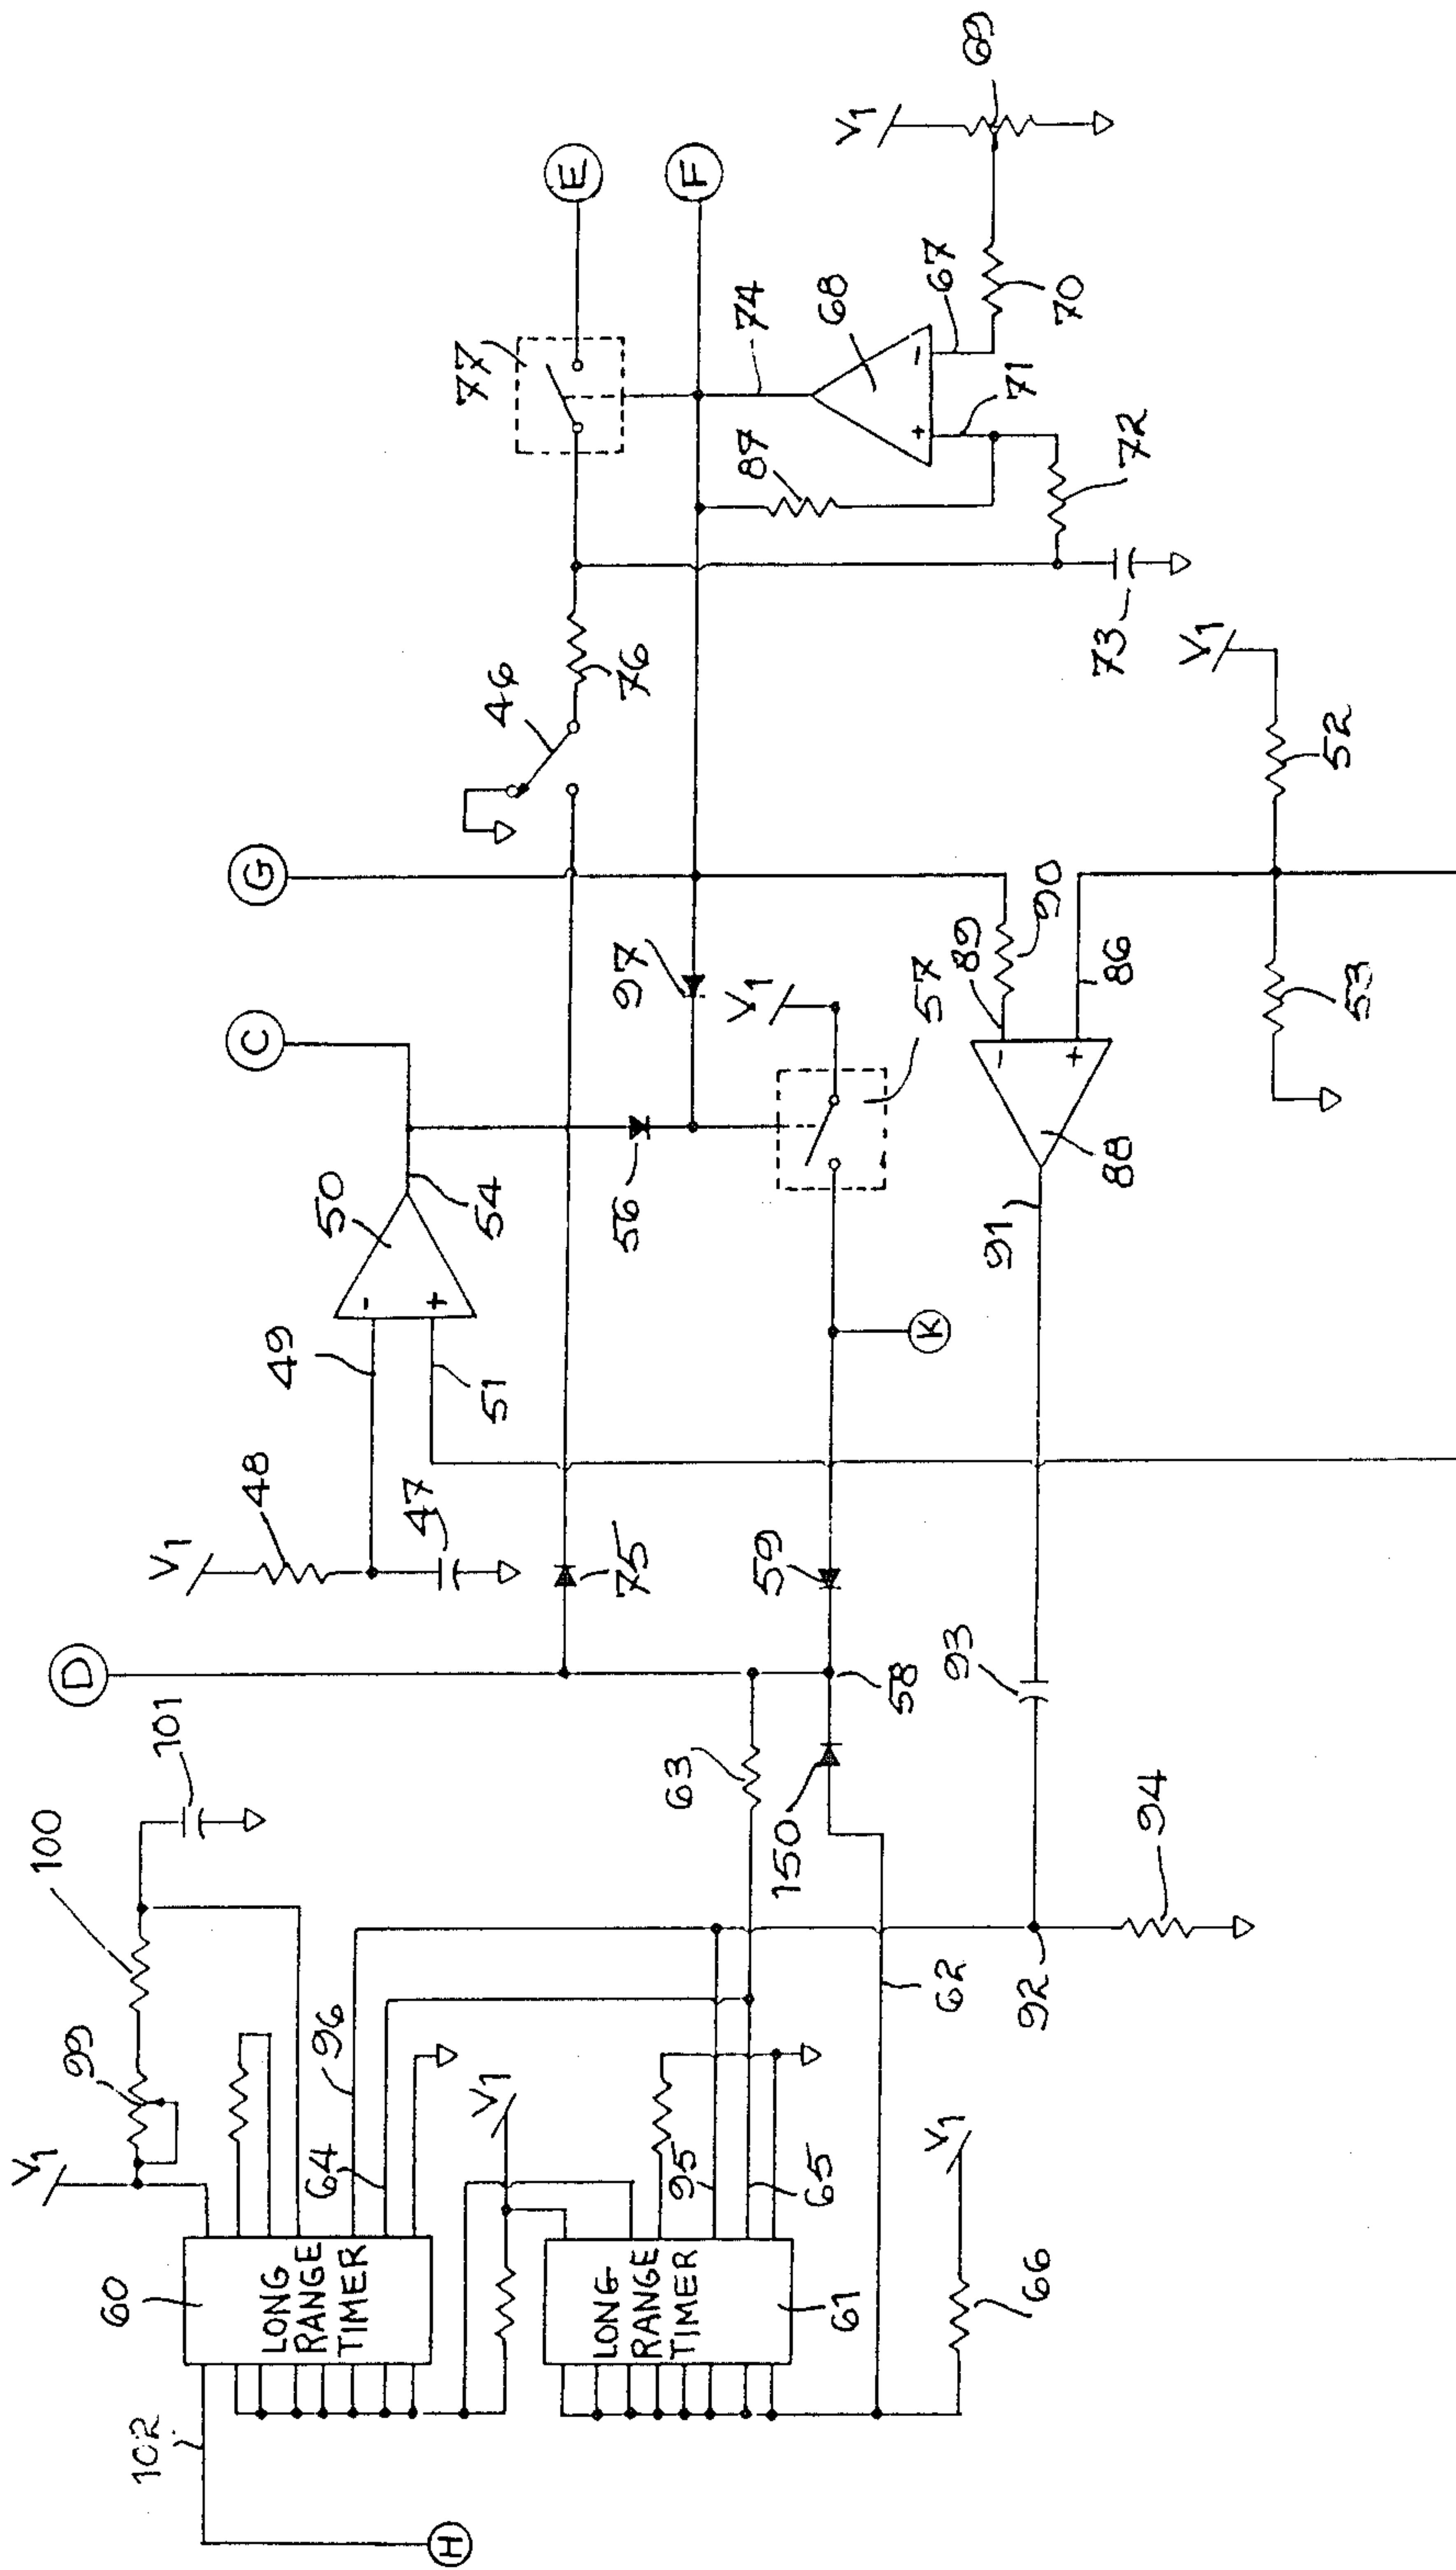 H
102
60
LONG
RANGE
TIMER
V1
99
100
101
D
96
64
V1
LONG
RANGE
TIMER
61
95
65
66
V1
62
92
94
150
63
58
93
59
75
V1
48
47
49
51
50
54
C
56
97
V1
57
K
91
88
-
+
-
+
89
90
86
G
46
76
77
E
F
74
68
-
+
67
71
70
72
87
73
V1
69
V1
52
53